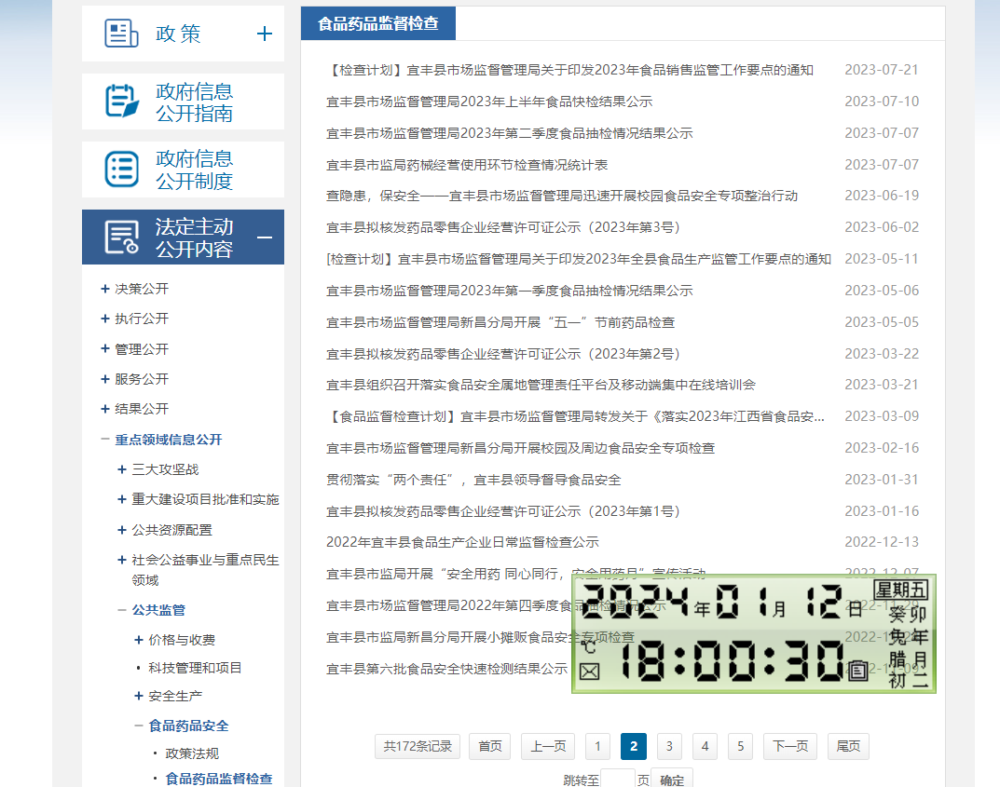 政 策
政府信息
公开指南
政府信息
公开制度
法定主动
公开内容
决策公开
执行公开
管理公开
服务公开
结果公开
重点领域信息公开
三大攻坚战
重大建设项目批准和实施
公共资源配置
社会公益事业与重点民生
领域
公共监管
价格与收费
科技管理和项目
安全生产
食品药品安全
政策法规
食品药品监督检查
食品药品监督检查
【检查计划】宜丰县市场监督管理局关于印发2023年食品销售监管工作要点的通知 2023-07-21
宜丰县市场监督管理局2023年上半年食品快检结果公示 2023-07-10
宜丰县市场监督管理局2023年第二季度食品抽检情况结果公示 2023-07-07
宜丰县市监局药械经营使用环节检查情况统计表 2023-07-07
查隐患，保安全——宜丰县市场监督管理局迅速开展校园食品安全专项整治行动 2023-06-19
宜丰县拟核发药品零售企业经营许可证公示（2023年第3号） 2023-06-02
[检查计划】宜丰县市场监督管理局关于印发2023年全县食品生产监管工作要点的通知 2023-05-11
宜丰县市场监督管理局2023年第一季度食品抽检情况结果公示 2023-05-06
宜丰县市场监督管理局新昌分局开展“五一”节前药品检查 2023-05-05
宜丰县拟核发药品零售企业经营许可证公示（2023年第2号） 2023-03-22
宜丰县组织召开落实食品安全属地管理责任平台及移动端集中在线培训会 2023-03-21
【食品监督检查计划】宜丰县市场监督管理局转发关于《落实2023年江西省食品安... 2023-03-09
宜丰县市场监督管理局新昌分局开展校园及周边食品安全专项检查 2023-02-16
贯彻落实“两个责任”，宜丰县领导督导食品安全 2023-01-31
宜丰县拟核发药品零售企业经营许可证公示（2023年第1号） 2023-01-16
2022年宜丰县食品生产企业日常监督检查公示 2022-12-13
宜丰县市监局开展“安全用药 同心同行，安全用药月”宣传活动 2022-12-07
宜丰县市场监督管理局2022年第四季度食品抽检情况公示 2022-11-29
宜丰县市监局新昌分局开展小摊贩食品安全专项检查
宜丰县第六批食品安全快速检测结果公示
2024年01月12日 星期五
℃ 18:00:30
癸卯
兔年
腊月
初二
共172条记录 首页 上一页 1 2 3 4 5 下一页 尾页
跳转至 页 确定